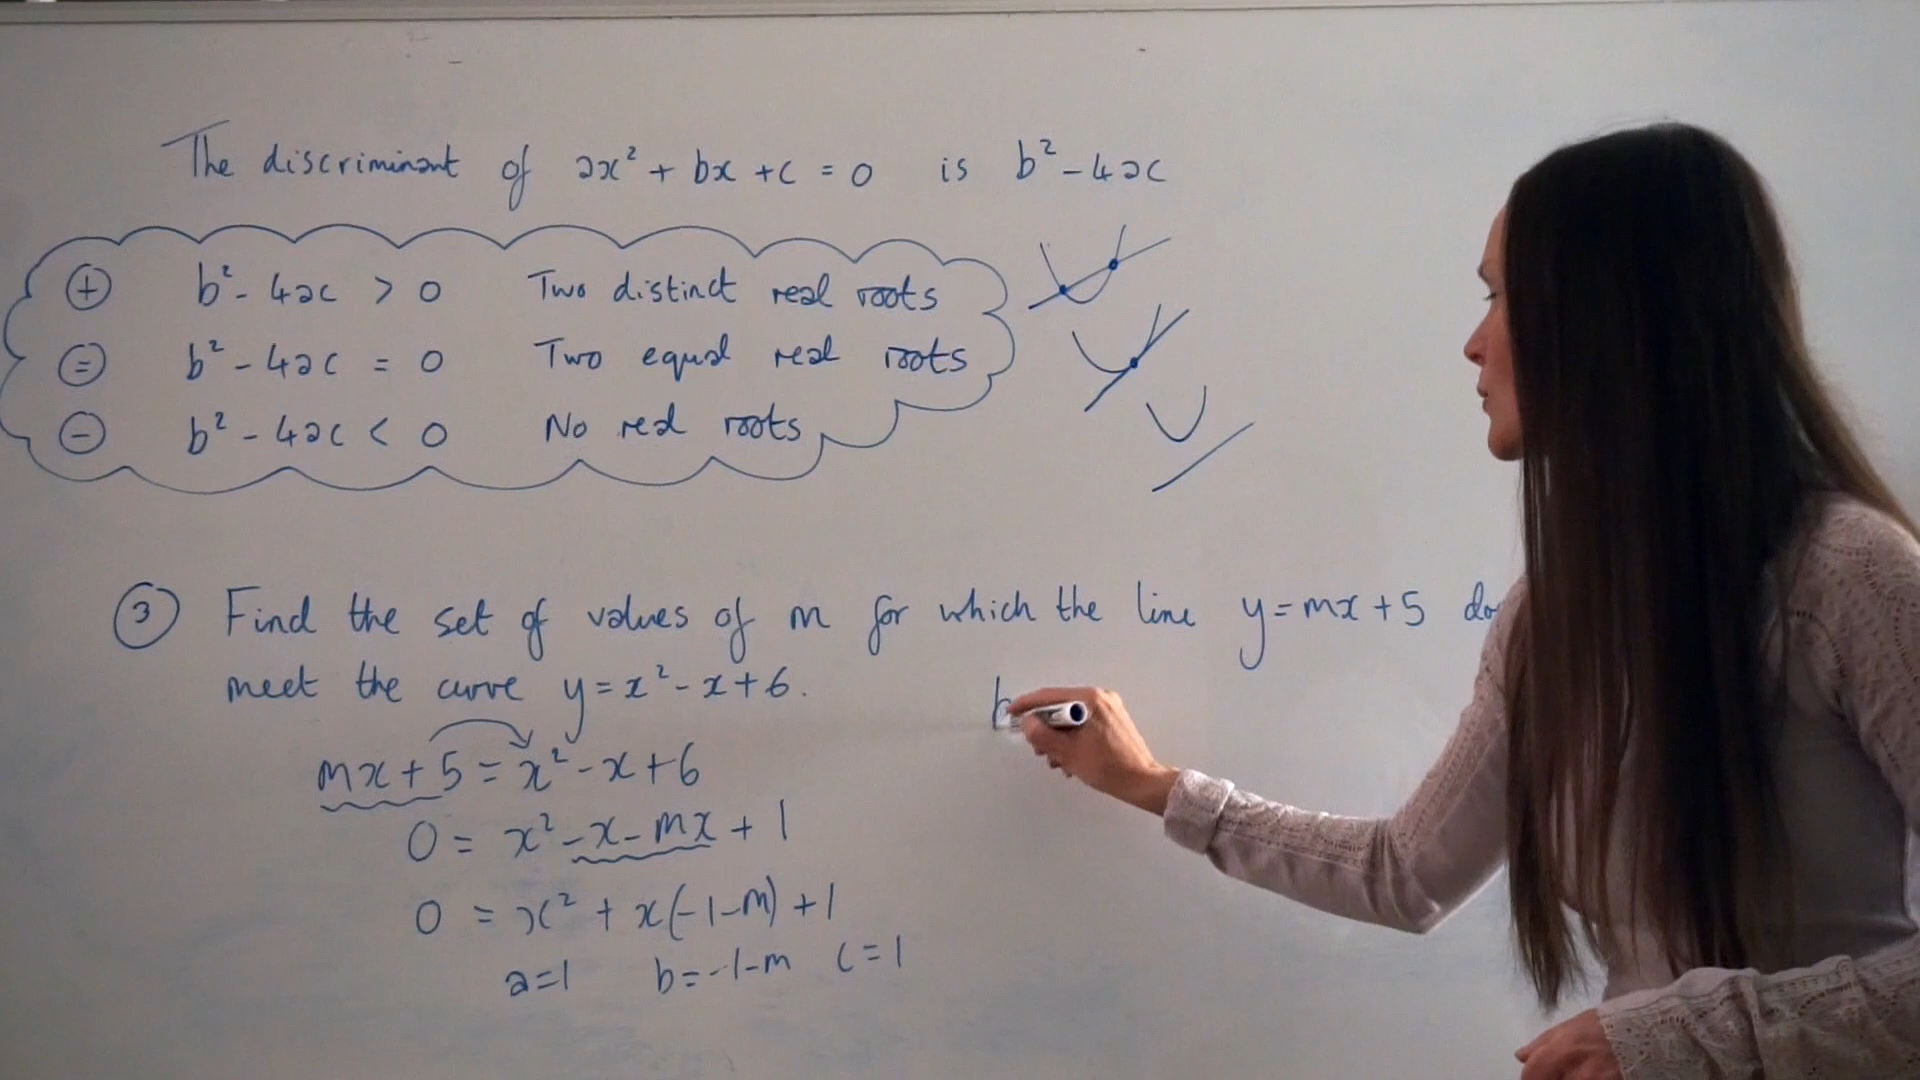 The discriminant of ax² + bx + c = 0 is b² - 4ac
+ b² - 4ac > 0 Two distinct real roots
= b² - 4ac = 0 Two equal real roots
- b² - 4ac < 0 No real roots
3 Find the set of values of m for which the line y = mx + 5
meet the curve y = x² - x + 6.
b
mx + 5 = x² - x + 6
0 = x² - x - mx + 1
0 = x² + x(-1-m) + 1
a=1 b=-1-m c=1